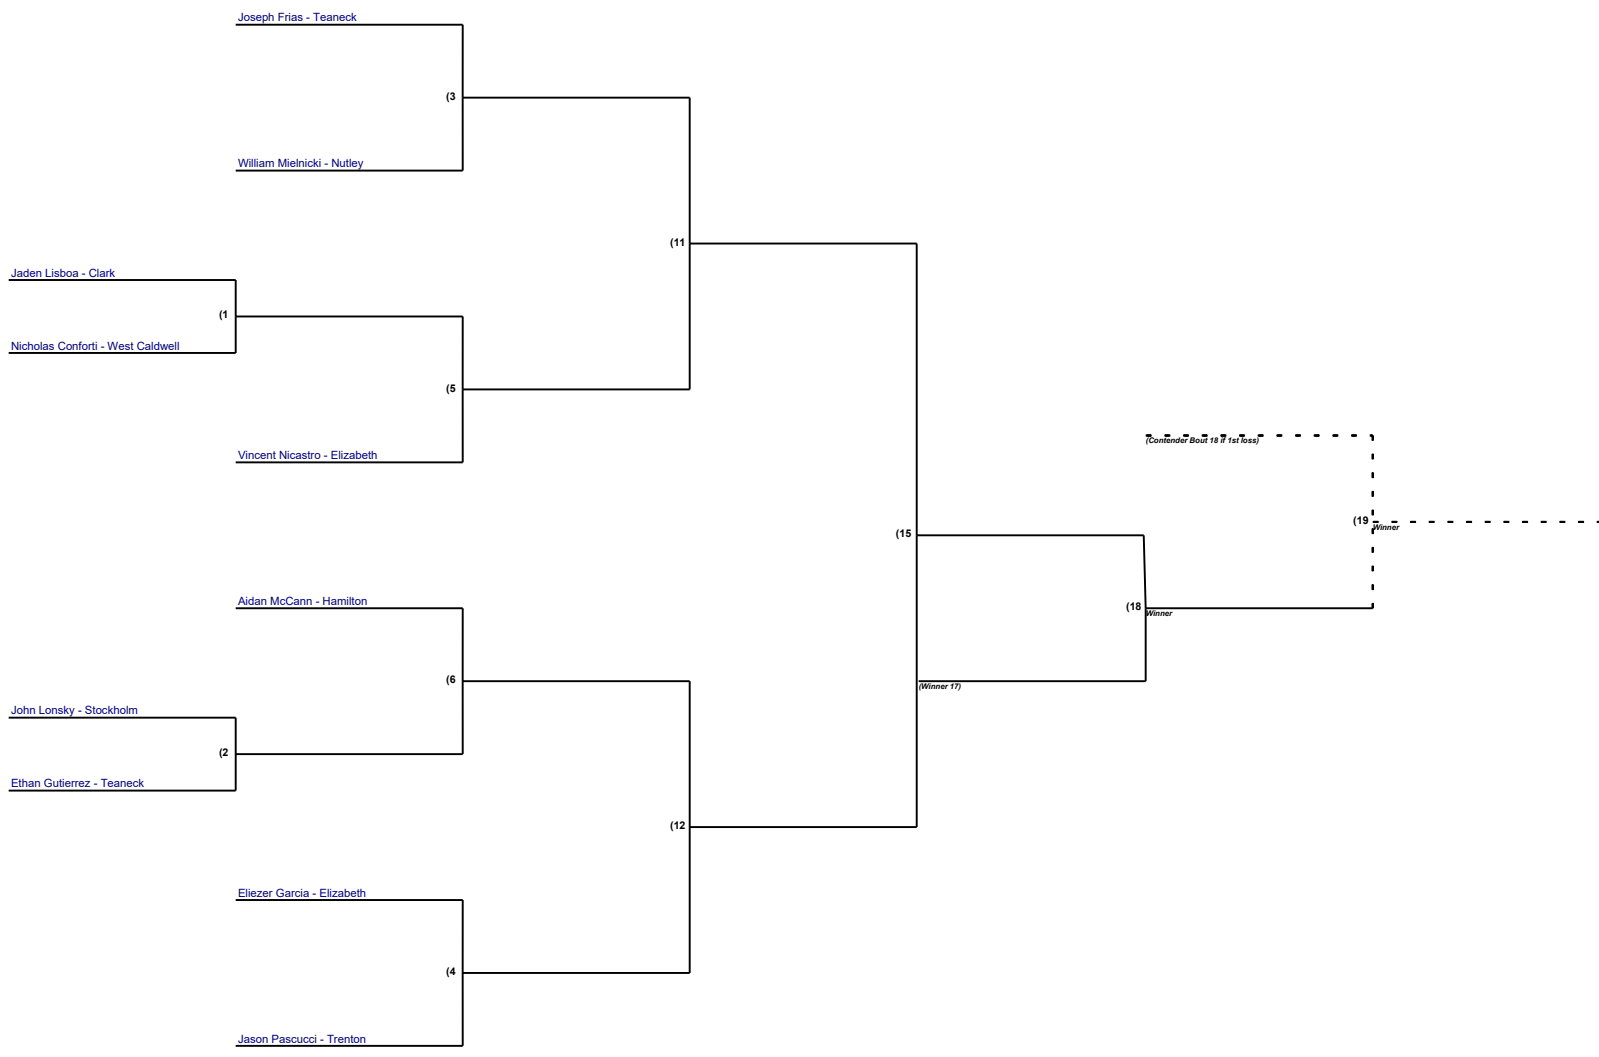 Joseph Frias - Teaneck
(3
William Mielnicki - Nutley
(11
Jaden Lisboa - Clark
(1
Nicholas Conforti - West Caldwell
(5
(Contender Bout 18 if 1st loss)
Vincent Nicastro - Elizabeth
(19
Winner
(15
Aidan McCann - Hamilton
(18
Winner
(6
(Winner 17)
John Lonsky - Stockholm
(2
Ethan Gutierrez - Teaneck
(12
Eliezer Garcia - Elizabeth
(4
Jason Pascucci - Trenton